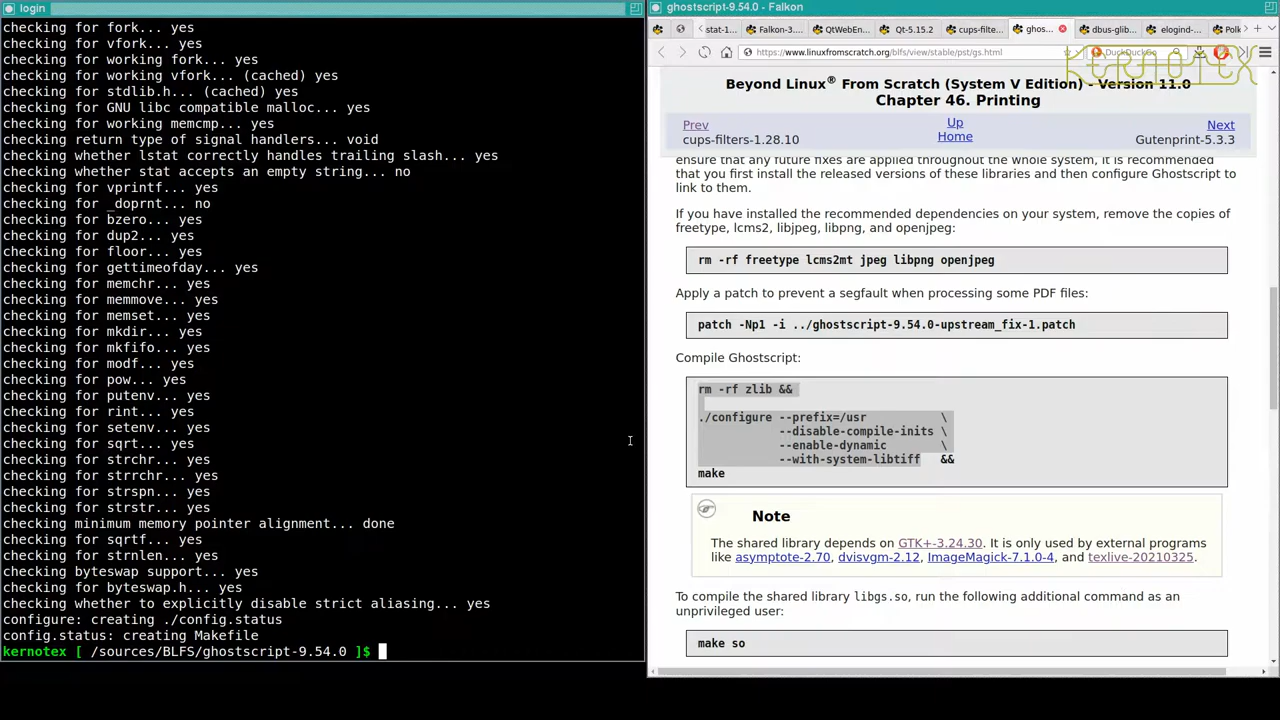 login
checking for fork... yes
checking for vfork... yes
checking for working fork... yes
checking for working vfork... (cached) yes
checking for stdlib.h... (cached) yes
checking for GNU libc compatible malloc... yes
checking for working memcmp... yes
checking return type of signal handlers... void
checking whether lstat correctly handles trailing slash... yes
checking whether stat accepts an empty string... no
checking for vprintf... yes
checking for _doprnt... no
checking for bzero... yes
checking for dup2... yes
checking for floor... yes
checking for gettimeofday... yes
checking for memchr... yes
checking for memmove... yes
checking for memset... yes
checking for mkdir... yes
checking for mkfifo... yes
checking for modf... yes
checking for pow... yes
checking for putenv... yes
checking for rint... yes
checking for setenv... yes
checking for sqrt... yes
checking for strchr... yes
checking for strrchr... yes
checking for strspn... yes
checking for strstr... yes
checking minimum memory pointer alignment... done
checking for sqrtf... yes
checking for strnlen... yes
checking byteswap support... yes
checking for byteswap.h... yes
checking whether to explicitly disable strict aliasing... yes
configure: creating ./config.status
config.status: creating Makefile
kernotex [ /sources/BLFS/ghostscript-9.54.0 ]$
ghostscript-9.54.0 - Falkon
stat-1... Falkon-3.... QtWebEn... Qt-5.15.2 cups-filte... ghos... dbus-glib... elogind-... Polk
https://www.linuxfromscratch.org/blfs/view/stable/pst/gs.html DuckDuckGo
KERNOTEX
Beyond Linux® From Scratch (System V Edition) - Version 11.0
Chapter 46. Printing
Prev Up Next
cups-filters-1.28.10 Home Gutenprint-5.3.3
ensure that any future fixes are applied throughout the whole system, it is recommended
that you first install the released versions of these libraries and then configure Ghostscript to
link to them.
If you have installed the recommended dependencies on your system, remove the copies of
freetype, lcms2, libjpeg, libpng, and openjpeg:
rm -rf freetype lcms2mt jpeg libpng openjpeg
Apply a patch to prevent a segfault when processing some PDF files:
patch -Np1 -i ../ghostscript-9.54.0-upstream_fix-1.patch
Compile Ghostscript:
rm -rf zlib &&
./configure --prefix=/usr \
--disable-compile-inits \
--enable-dynamic \
--with-system-libtiff &&
make
Note
The shared library depends on GTK+-3.24.30. It is only used by external programs
like asymptote-2.70, dvisvgm-2.12, ImageMagick-7.1.0-4, and texlive-20210325.
To compile the shared library libgs.so, run the following additional command as an
unprivileged user:
make so